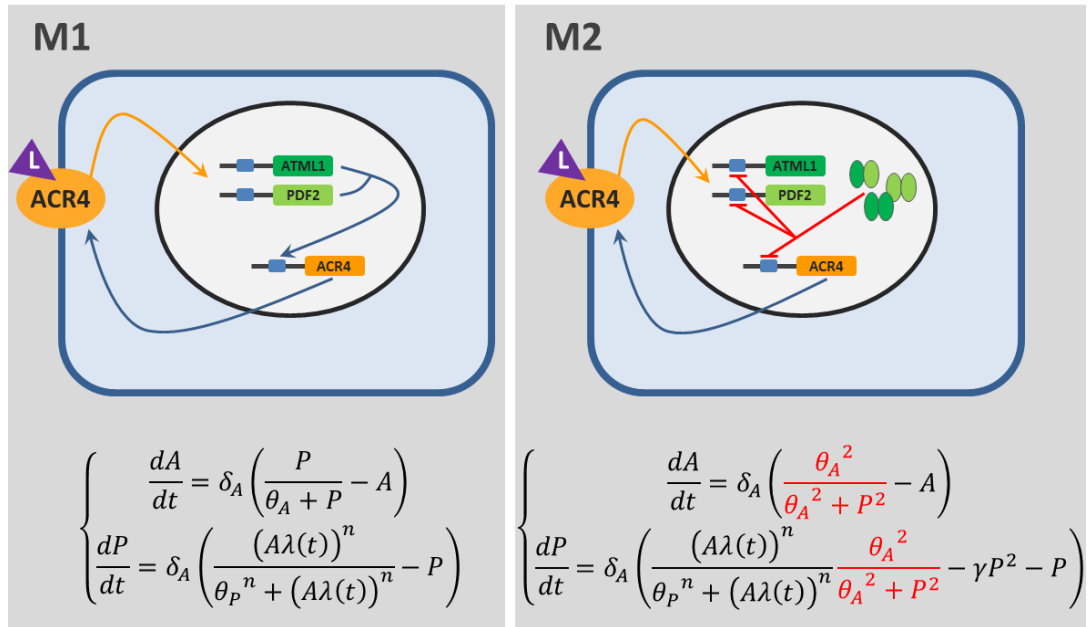 M1
L
ACR4
ATML1
PDF2
ACR4
dA/dt = δ_A (P/(θ_A + P) − A)
dP/dt = δ_A ((Aλ(t))^n/(θ_P^n + (Aλ(t))^n) − P)
M2
L
ACR4
ATML1
PDF2
ACR4
dA/dt = δ_A (θ_A^2/(θ_A^2 + P^2) − A)
dP/dt = δ_A ((Aλ(t))^n/(θ_P^n + (Aλ(t))^n) θ_A^2/(θ_A^2 + P^2) − γP^2 − P)